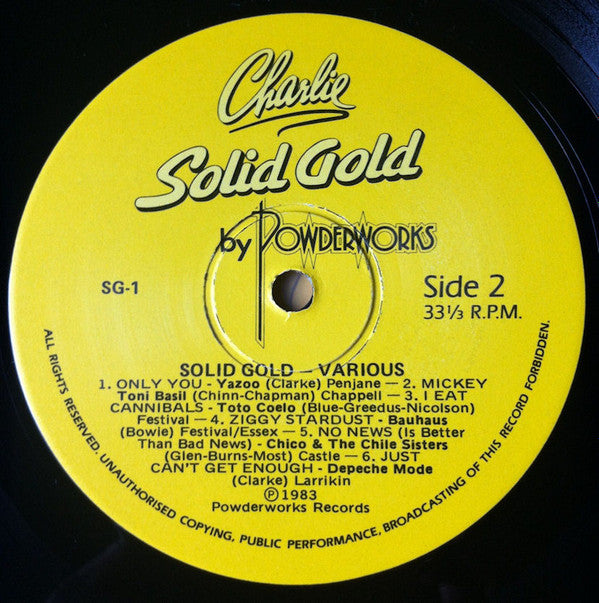 Charlie
Solid Gold
by POWDERWORKS
SG-1
Side 2
33⅓ R.P.M.
SOLID GOLD – VARIOUS
1. ONLY YOU - Yazoo (Clarke) Penjane – 2. MICKEY
Toni Basil (Chinn-Chapman) Chappell – 3. I EAT
CANNIBALS - Toto Coelo (Blue-Greedus-Nicolson)
Festival – 4. ZIGGY STARDUST - Bauhaus
(Bowie) Festival/Essex – 5. NO NEWS (Is Better
Than Bad News) - Chico & The Chile Sisters
(Glen-Burns-Most) Castle – 6. JUST
CAN'T GET ENOUGH - Depeche Mode
(Clarke) Larrikin
Ⓟ 1983
Powderworks Records
ALL RIGHTS RESERVED. UNAUTHORISED COPYING, PUBLIC PERFORMANCE, BROADCASTING OF THIS RECORD FORBIDDEN.